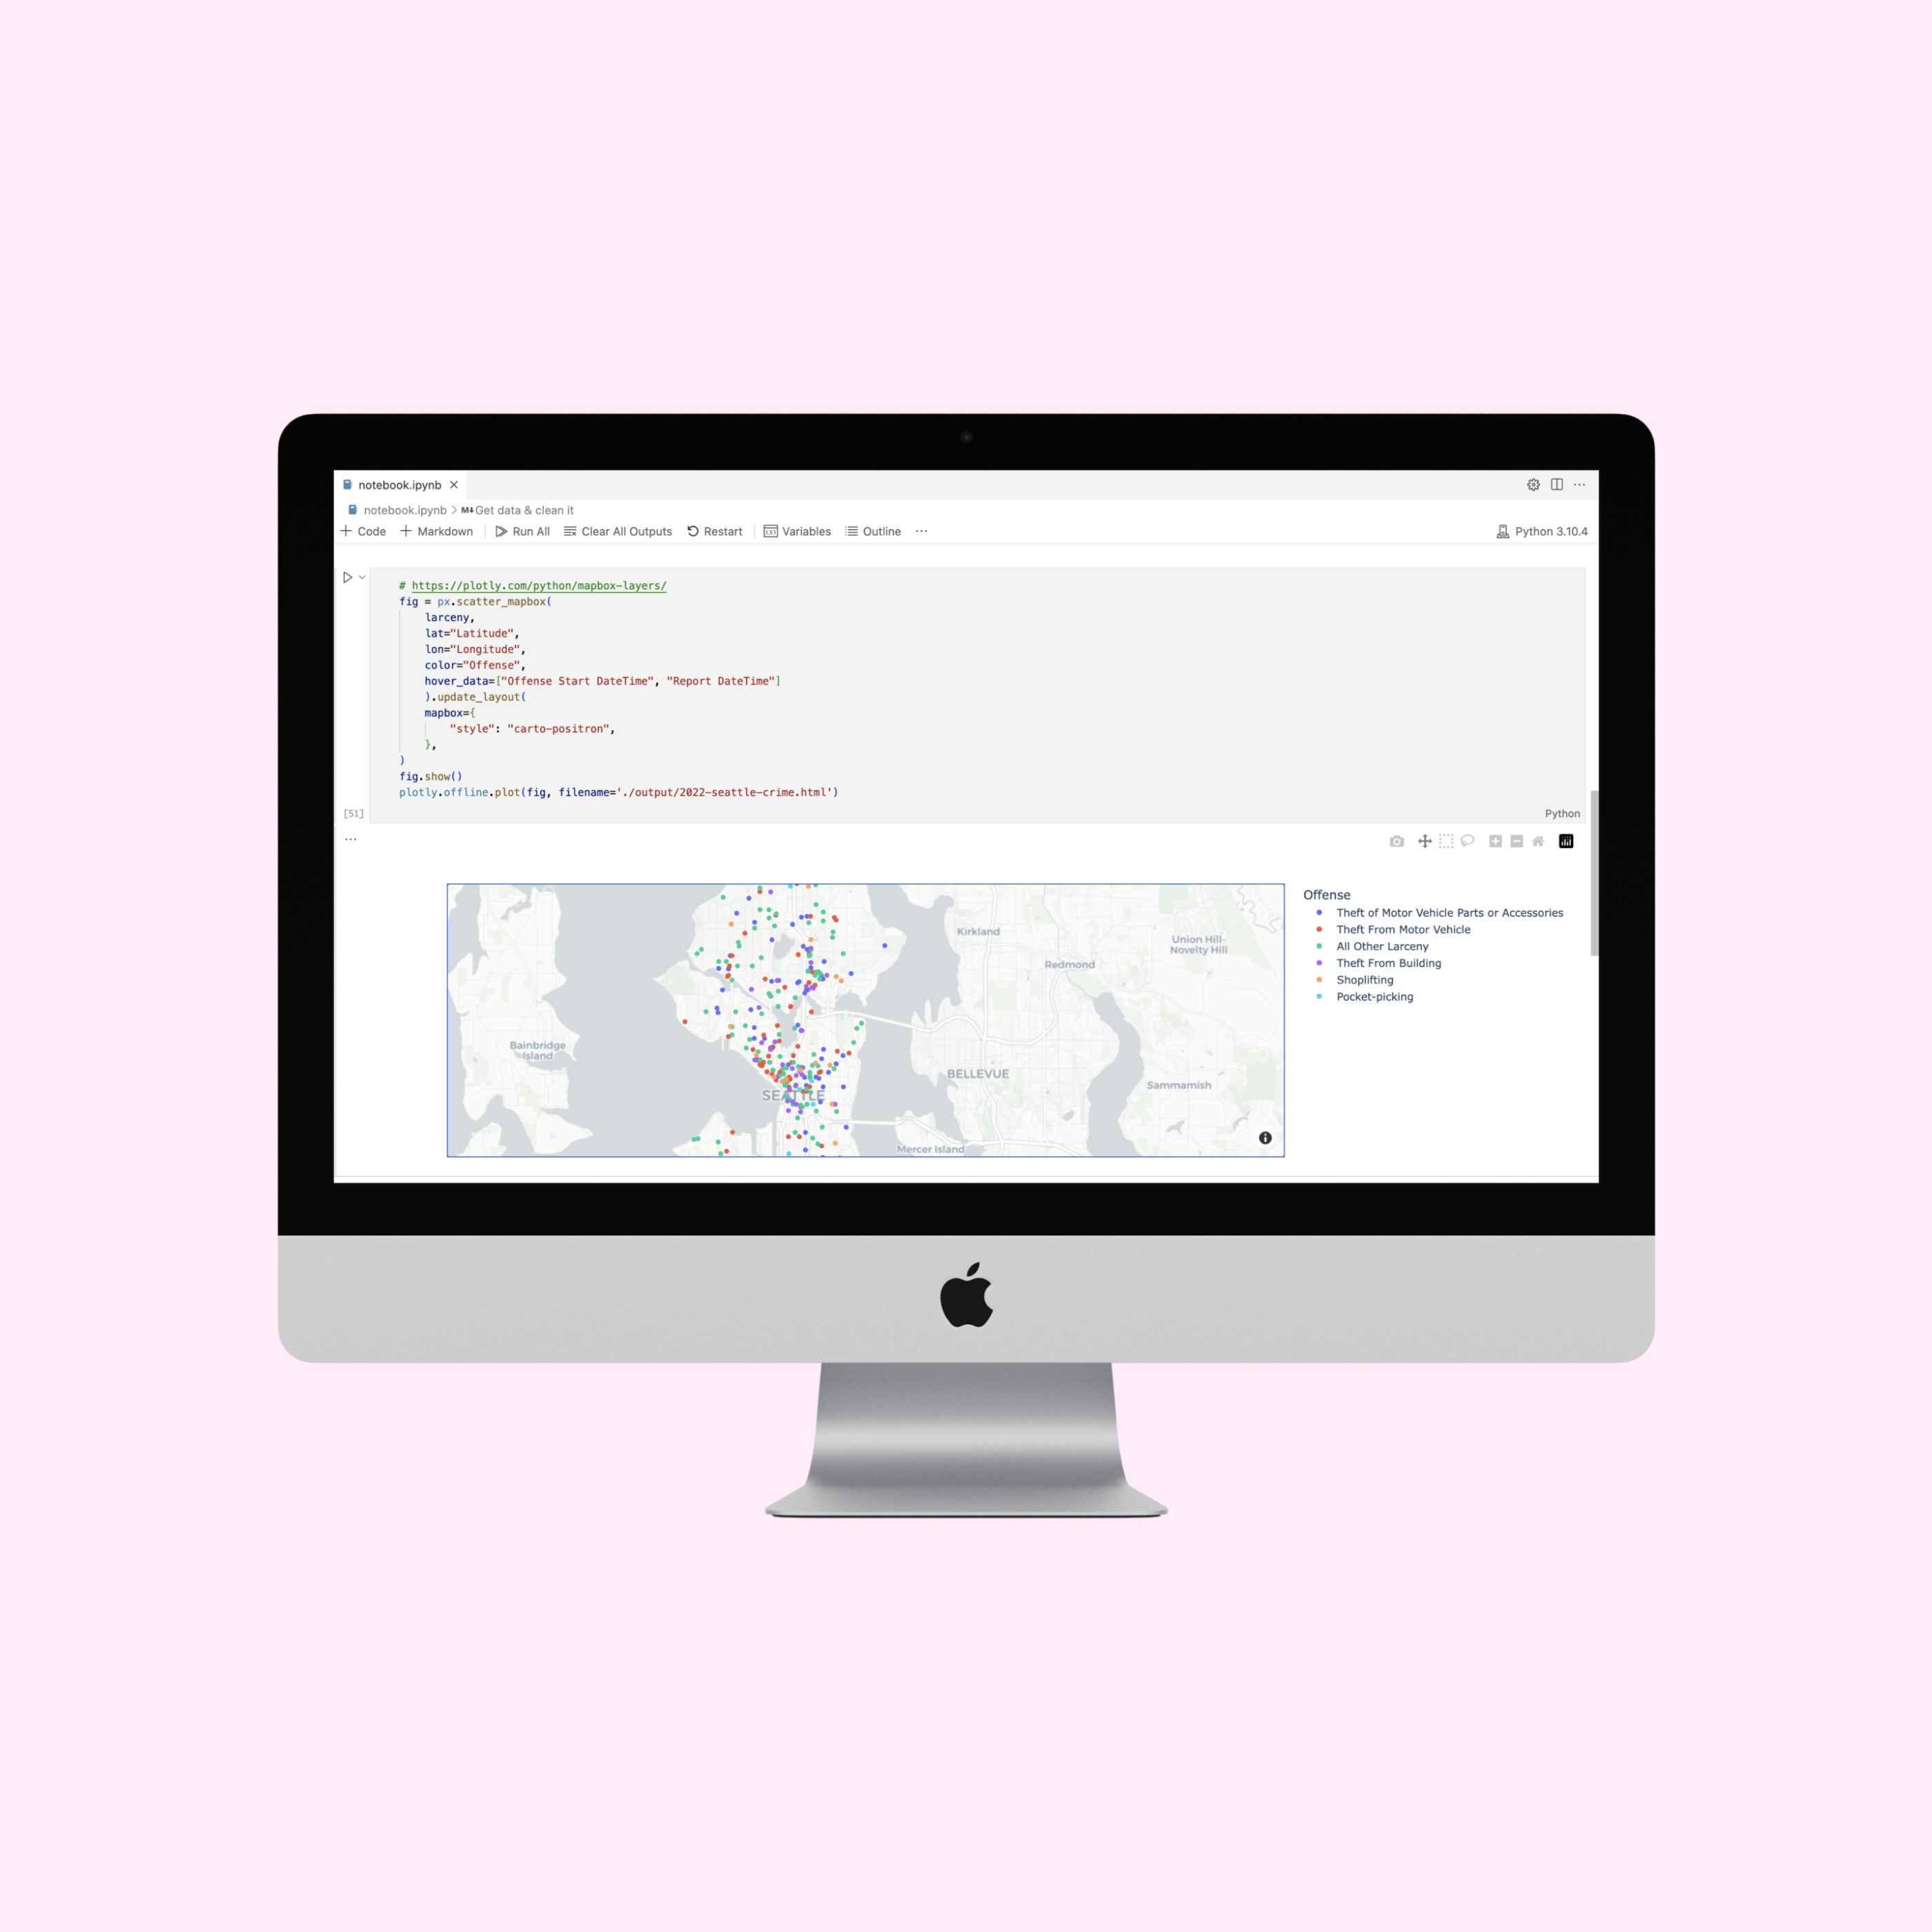 notebook.ipynb
notebook.ipynb > M↓ Get data & clean it
+ Code + Markdown Run All Clear All Outputs Restart Variables Outline ... Python 3.10.4
# https://plotly.com/python/mapbox-layers/
fig = px.scatter_mapbox(
    larceny,
    lat="Latitude",
    lon="Longitude",
    color="Offense",
    hover_data=["Offense Start DateTime", "Report DateTime"]
    ).update_layout(
    mapbox={
        "style": "carto-positron",
    },
)
fig.show()
plotly.offline.plot(fig, filename='./output/2022-seattle-crime.html')
[51]
Python
...
Offense
Theft of Motor Vehicle Parts or Accessories
Theft From Motor Vehicle
All Other Larceny
Theft From Building
Shoplifting
Pocket-picking
Kirkland
Union Hill-
Novelty Hill
Redmond
Bainbridge
Island
BELLEVUE
Sammamish
SEATTLE
Mercer Island